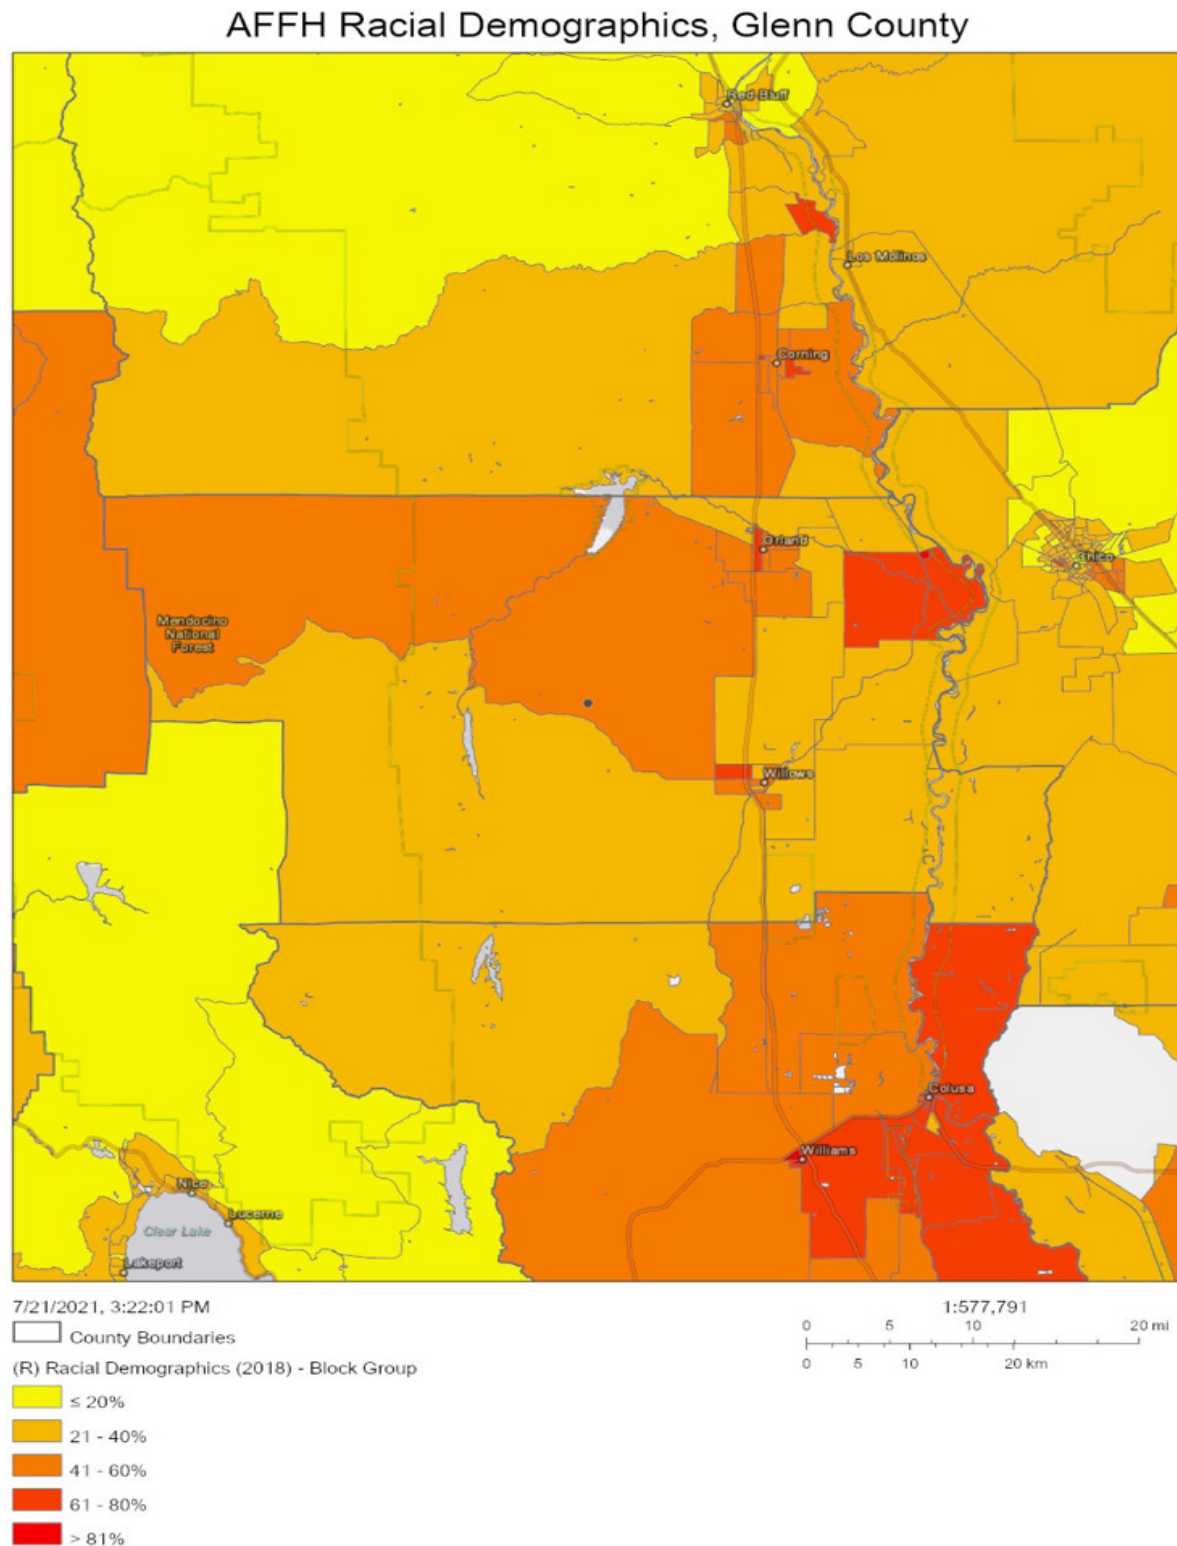 AFFH Racial Demographics, Glenn County
Red Bluff
Los Molinos
Corning
Orland
Chico
Mendocino
National
Forest
Willows
Colusa
Williams
Nice
Lucerne
Clear Lake
Lakeport
7/21/2021, 3:22:01 PM
1:577,791
0 5 10 20 mi
0 5 10 20 km
County Boundaries
(R) Racial Demographics (2018) - Block Group
≤ 20%
21 - 40%
41 - 60%
61 - 80%
> 81%